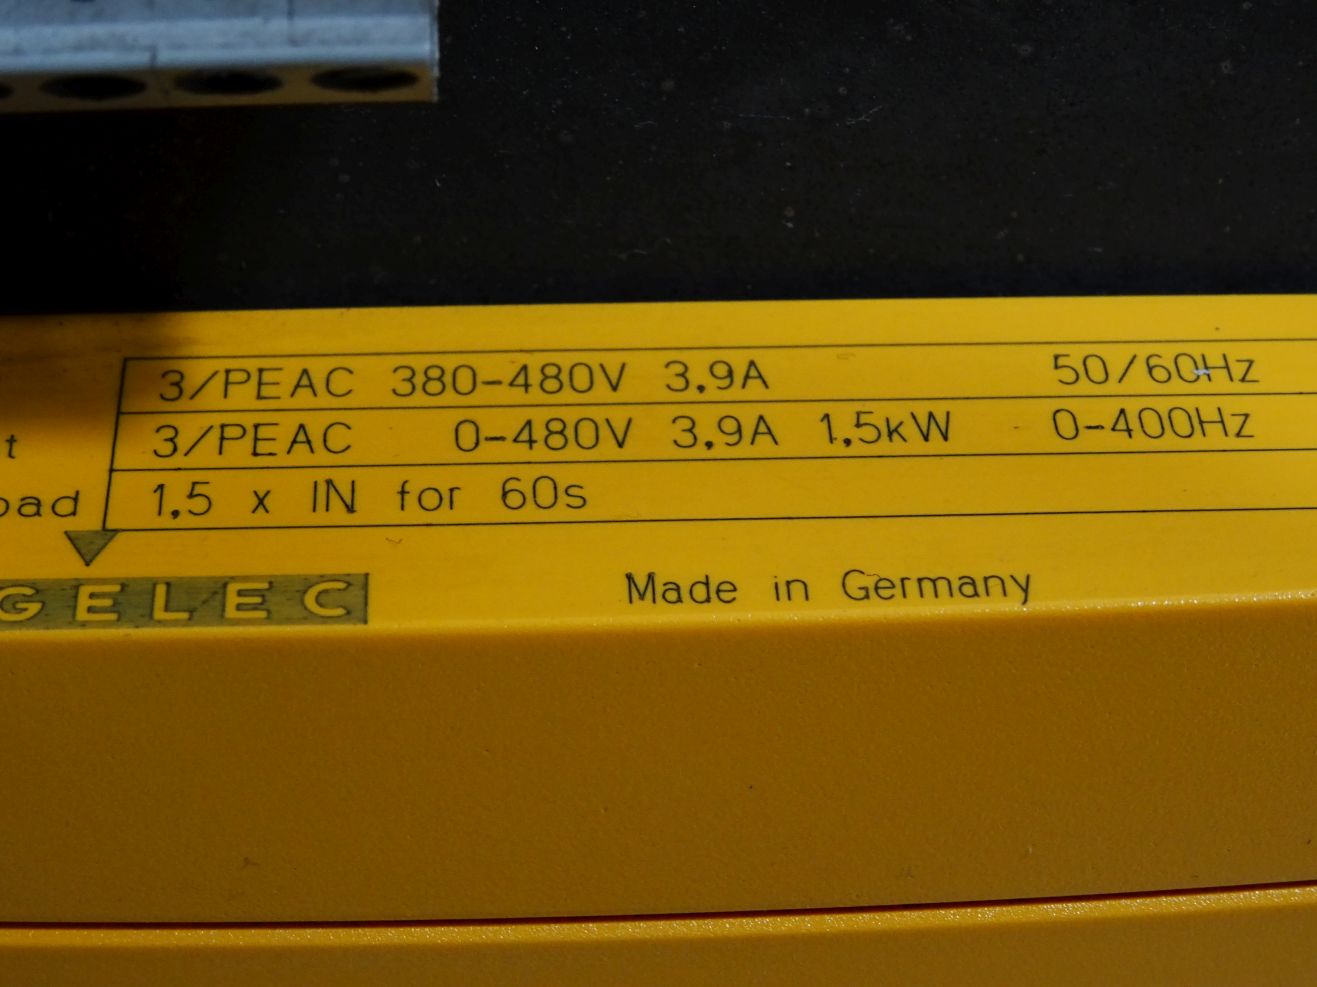 3/PEAC 380-480V 3,9A 50/60Hz
t 3/PEAC 0-480V 3,9A 1,5kW 0-400Hz
oad 1,5 x IN for 60s
GELEC Made in Germany